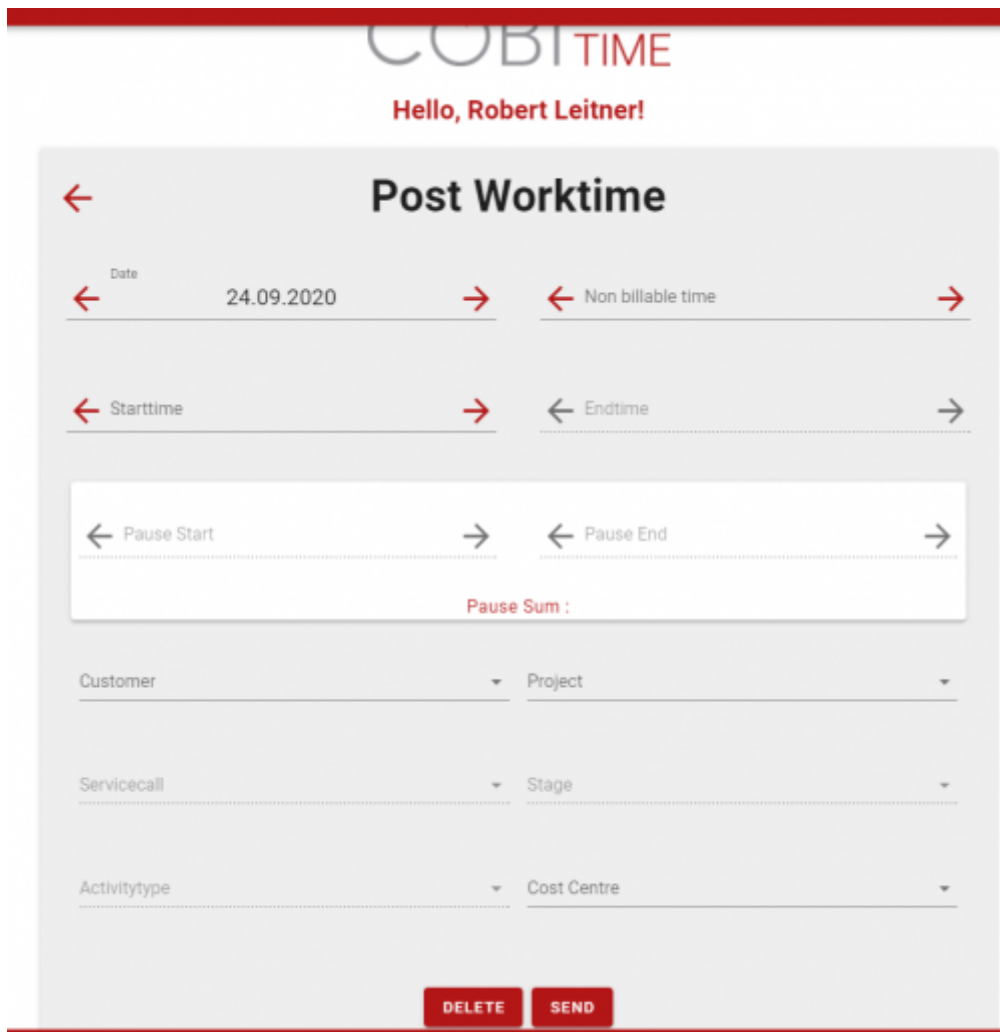 COBI TIME
Hello, Robert Leitner!
Post Worktime
Date
24.09.2020
Non billable time
Starttime
Endtime
Pause Start
Pause End
Pause Sum :
Customer
Project
Servicecall
Stage
Activitytype
Cost Centre
DELETE
SEND